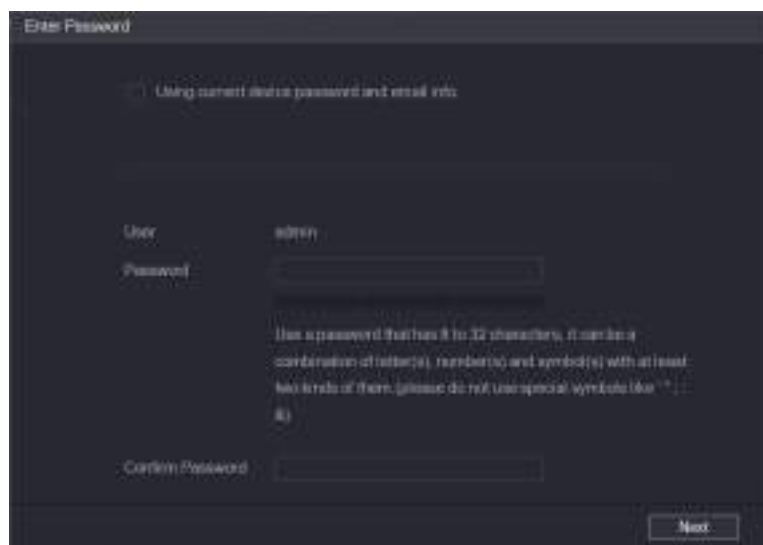 Enter Password
Using current device password and email info.
User admin
Password
Use a password that has 8 to 32 characters, it can be a
combination of letter(s), number(s) and symbol(s) with at least
two kinds of them. (please do not use special symbols like ' " ;
&)
Confirm Password
Next